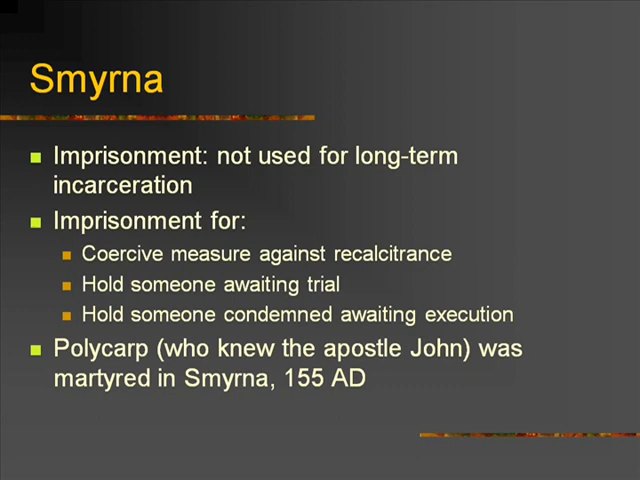 Smyrna
Imprisonment: not used for long-term
incarceration
Imprisonment for:
Coercive measure against recalcitrance
Hold someone awaiting trial
Hold someone condemned awaiting execution
Polycarp (who knew the apostle John) was
martyred in Smyrna, 155 AD